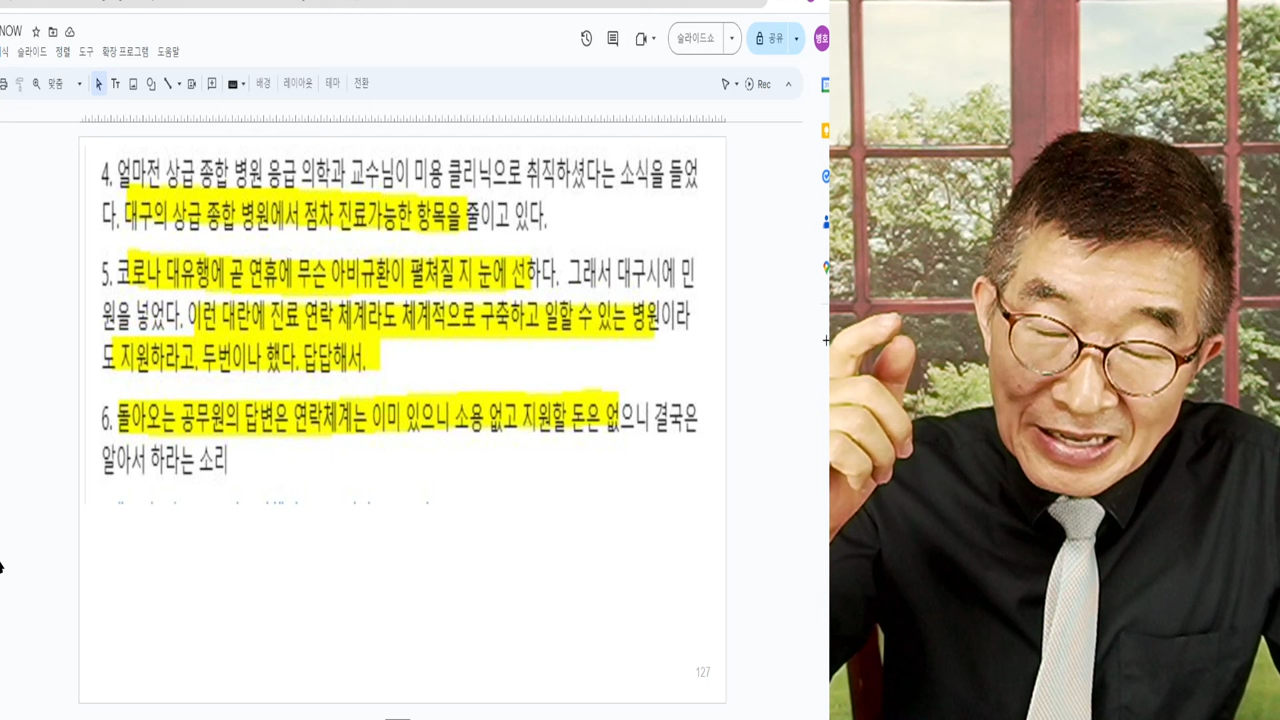 NOW
슬라이드 정렬 도구 확장 프로그램 도움말
슬라이드쇼
공유
병호
맞춤
배경 레이아웃 테마 전환
Rec
4. 얼마전 상급 종합 병원 응급 의학과 교수님이 미용 클리닉으로 취직하셨다는 소식을 들었
다. 대구의 상급 종합 병원에서 점차 진료가능한 항목을 줄이고 있다.
5. 코로나 대유행에 곧 연휴에 무슨 아비규환이 펼쳐질 지 눈에 선하다. 그래서 대구시에 민
원을 넣었다. 이런 대란에 진료 연락 체계라도 체계적으로 구축하고 일할 수 있는 병원이라
도 지원하라고. 두번이나 했다. 답답해서.
6. 돌아오는 공무원의 답변은 연락체계는 이미 있으니 소용 없고 지원할 돈은 없으니 결국은
알아서 하라는 소리
127